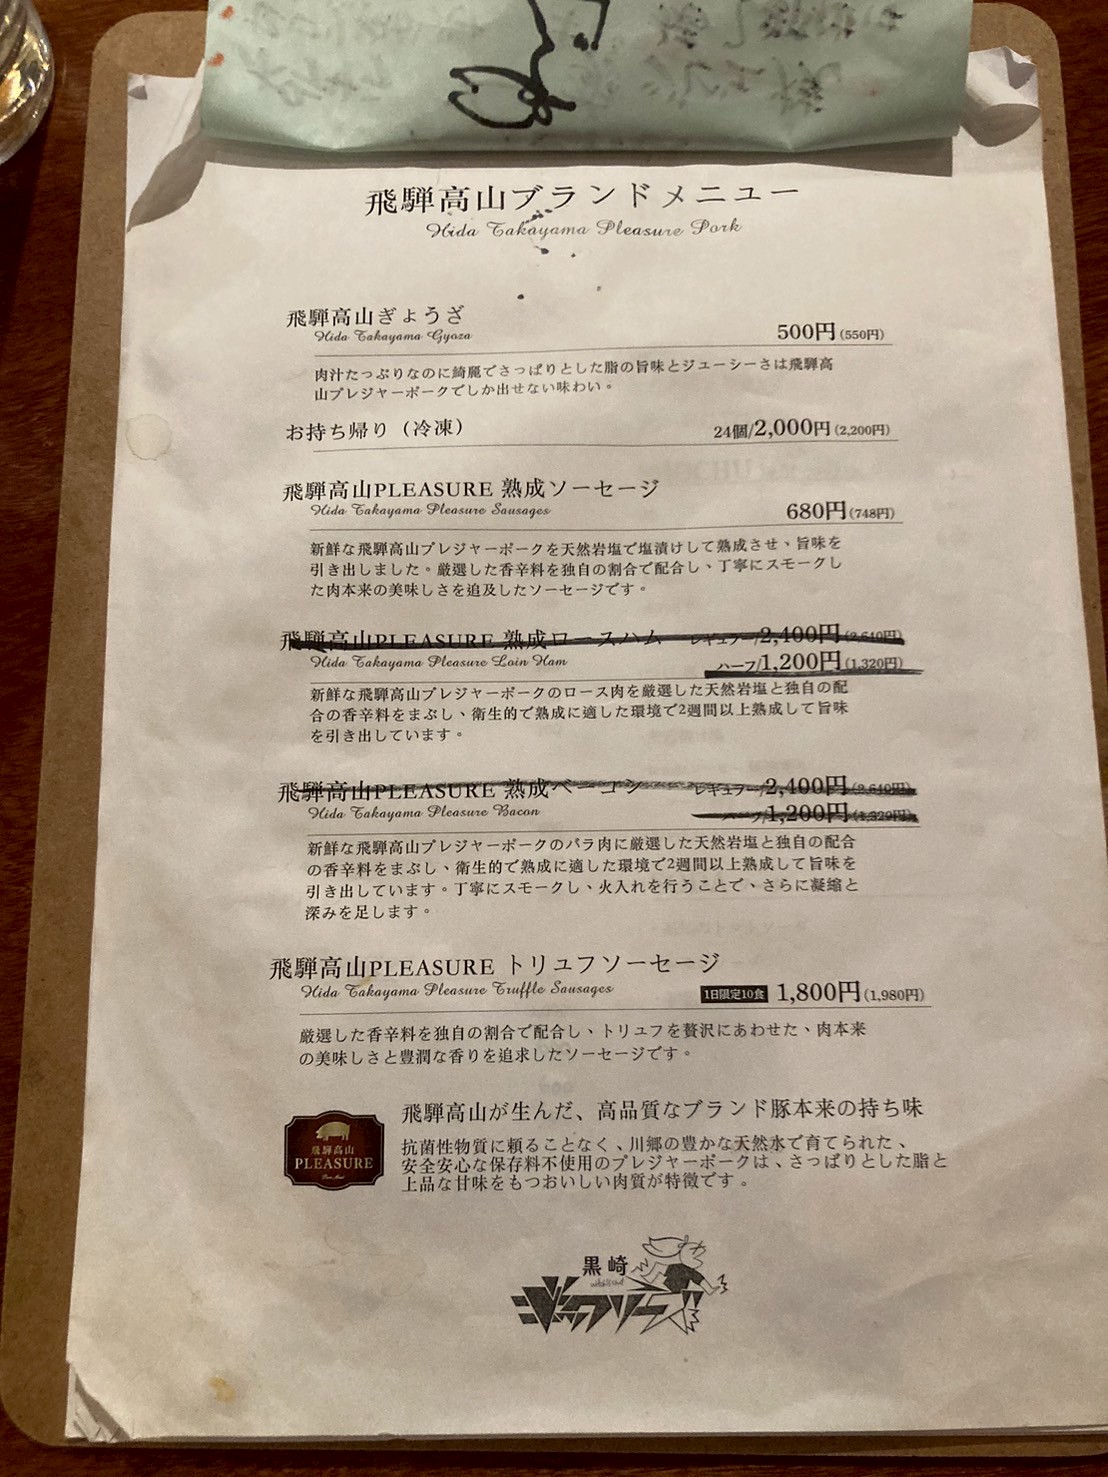 飛騨高山ブランドメニュー
Hida Takayama Pleasure Pork
飛騨高山ぎょうざ
Hida Takayama Gyoza
500円(550円)
肉汁たっぷりなのに綺麗でさっぱりとした脂の旨味とジューシーさは飛騨高
山プレジャーポークでしか出せない味わい。
お持ち帰り（冷凍）
24個/2,000円(2,200円)
飛騨高山PLEASURE 熟成ソーセージ
Hida Takayama Pleasure Sausages
680円(748円)
新鮮な飛騨高山プレジャーポークを天然岩塩で塩漬けして熟成させ、旨味を
引き出しました。厳選した香辛料を独自の割合で配合し、丁寧にスモークし
た肉本来の美味しさを追及したソーセージです。
飛騨高山PLEASURE 熟成ロースハム レギュラー/2,400円(2,640円)
Hida Takayama Pleasure Loin Ham
ハーフ/1,200円(1,320円)
新鮮な飛騨高山プレジャーポークのロース肉を厳選した天然岩塩と独自の配
合の香辛料をまぶし、衛生的で熟成に適した環境で2週間以上熟成して旨味
を引き出しています。
飛騨高山PLEASURE 熟成ベーコン レギュラー/2,400円(2,640円)
Hida Takayama Pleasure Bacon
ハーフ/1,200円(1,320円)
新鮮な飛騨高山プレジャーポークのバラ肉に厳選した天然岩塩と独自の配合
の香辛料をまぶし、衛生的で熟成に適した環境で2週間以上熟成して旨味を
引き出しています。丁寧にスモークし、火入れを行うことで、さらに凝縮と
深みを足します。
飛騨高山PLEASURE トリュフソーセージ
Hida Takayama Pleasure Truffle Sausages
1日限定10食 1,800円(1,980円)
厳選した香辛料を独自の割合で配合し、トリュフを贅沢にあわせた、肉本来
の美味しさと豊潤な香りを追求したソーセージです。
飛騨高山が生んだ、高品質なブランド豚本来の持ち味
抗菌性物質に頼ることなく、川郷の豊かな天然水で育てられた、
安全安心な保存料不使用のプレジャーポークは、さっぱりとした脂と
上品な甘味をもつおいしい肉質が特徴です。
飛騨高山
PLEASURE
黒崎